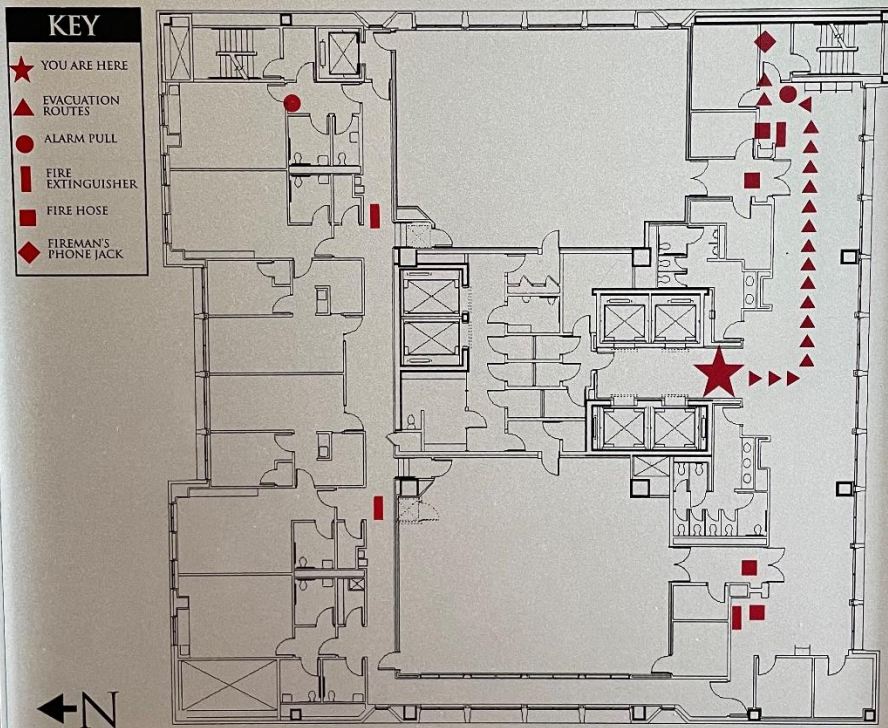 KEY
YOU ARE HERE
EVACUATION
ROUTES
ALARM PULL
FIRE
EXTINGUISHER
FIRE HOSE
FIREMAN'S
PHONE JACK
N